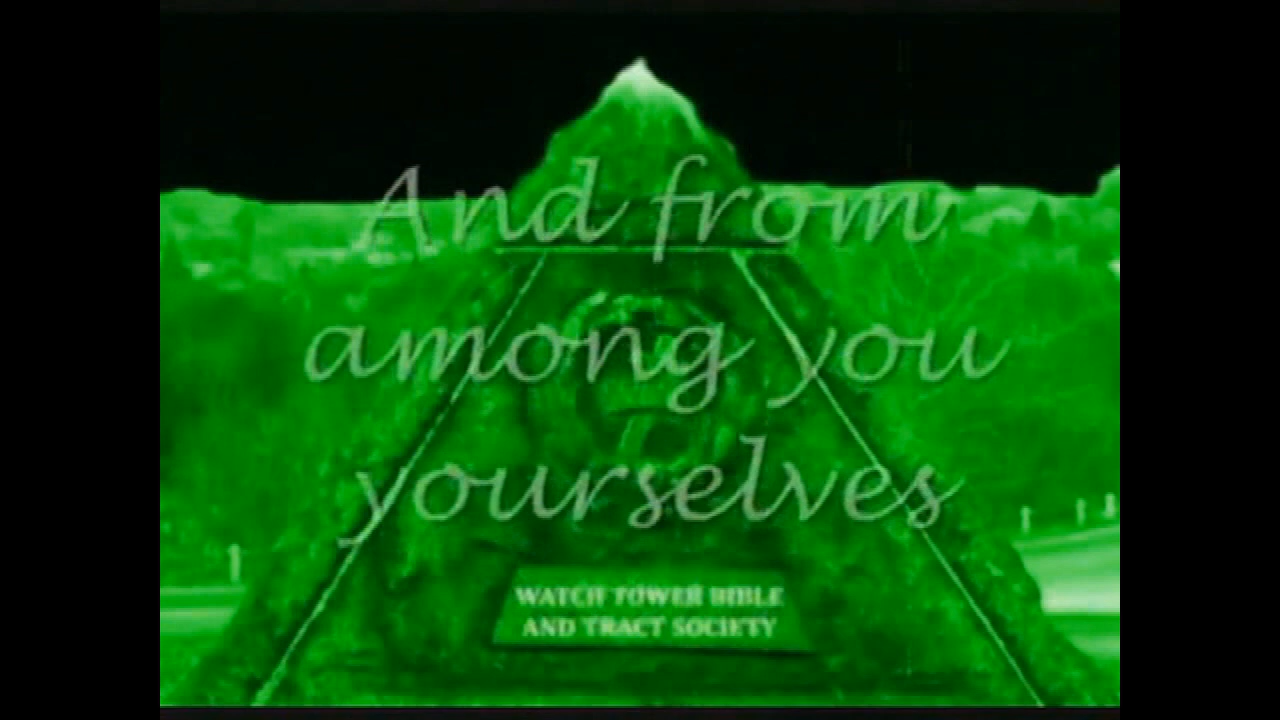 And from
among you
yourselves
WATCH TOWER BIBLE
AND TRACT SOCIETY